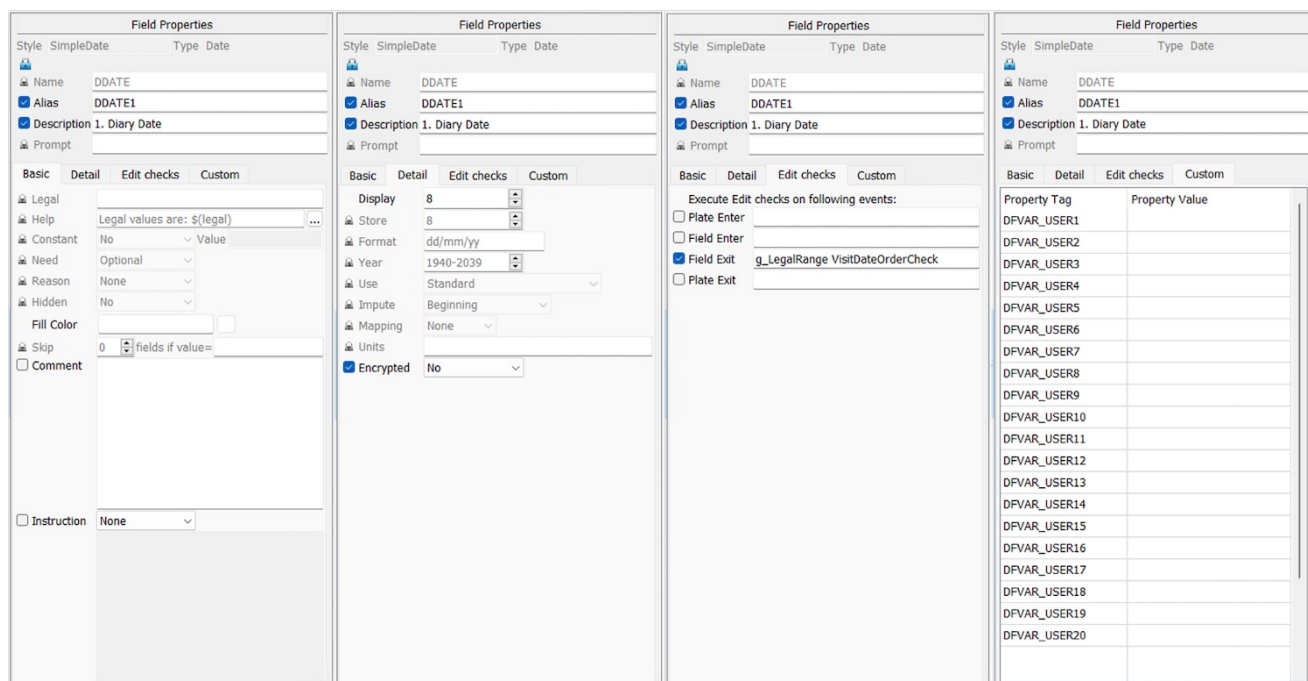 Field Properties
Style SimpleDate Type Date
Name DDATE
Alias DDATE1
Description 1. Diary Date
Prompt
Basic Detail Edit checks Custom
Legal
Help Legal values are: $(legal) ...
Constant No Value
Need Optional
Reason None
Hidden No
Fill Color
Skip 0 fields if value=
Comment
Instruction None
Field Properties
Style SimpleDate Type Date
Name DDATE
Alias DDATE1
Description 1. Diary Date
Prompt
Basic Detail Edit checks Custom
Display 8
Store 8
Format dd/mm/yy
Year 1940-2039
Use Standard
Impute Beginning
Mapping None
Units
Encrypted No
Field Properties
Style SimpleDate Type Date
Name DDATE
Alias DDATE1
Description 1. Diary Date
Prompt
Basic Detail Edit checks Custom
Execute Edit checks on following events:
Plate Enter
Field Enter
Field Exit g_LegalRange VisitDateOrderCheck
Plate Exit
Field Properties
Style SimpleDate Type Date
Name DDATE
Alias DDATE1
Description 1. Diary Date
Prompt
Basic Detail Edit checks Custom
Property Tag Property Value
DFVAR_USER1
DFVAR_USER2
DFVAR_USER3
DFVAR_USER4
DFVAR_USER5
DFVAR_USER6
DFVAR_USER7
DFVAR_USER8
DFVAR_USER9
DFVAR_USER10
DFVAR_USER11
DFVAR_USER12
DFVAR_USER13
DFVAR_USER14
DFVAR_USER15
DFVAR_USER16
DFVAR_USER17
DFVAR_USER18
DFVAR_USER19
DFVAR_USER20